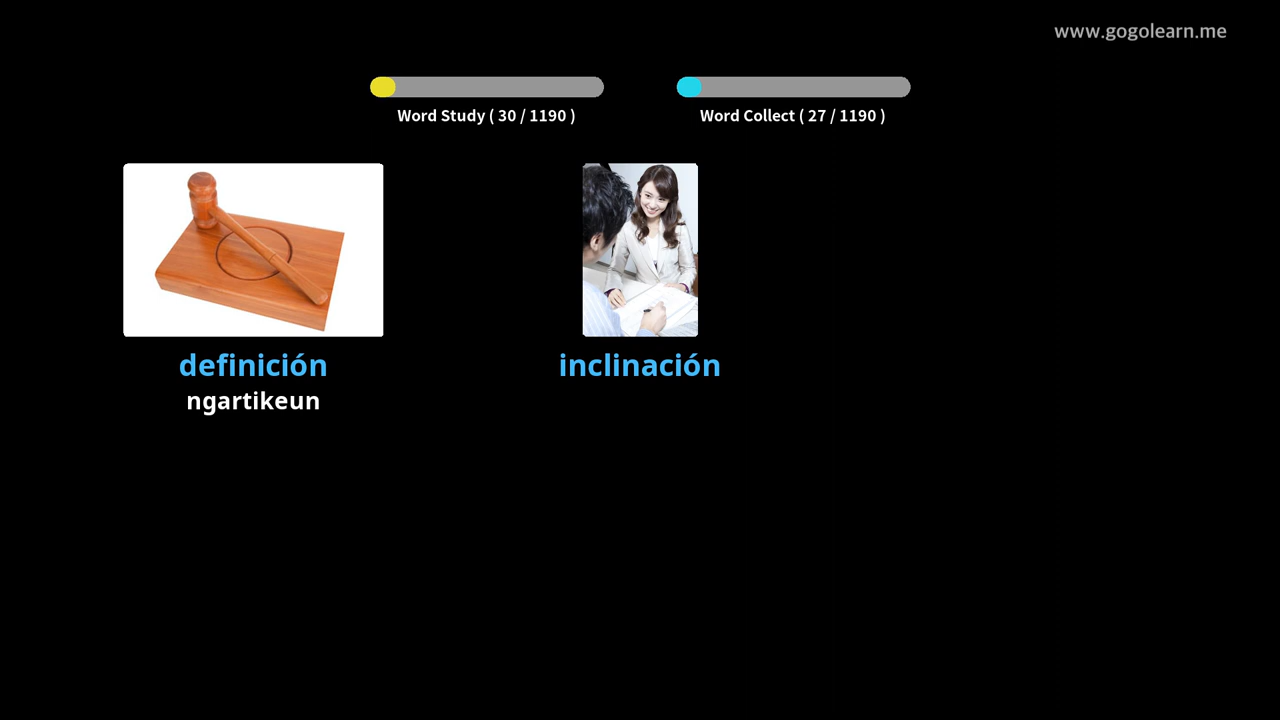 www.gogolearn.me
Word Study ( 30 / 1190 )
Word Collect ( 27 / 1190 )
definición
ngartikeun
inclinación